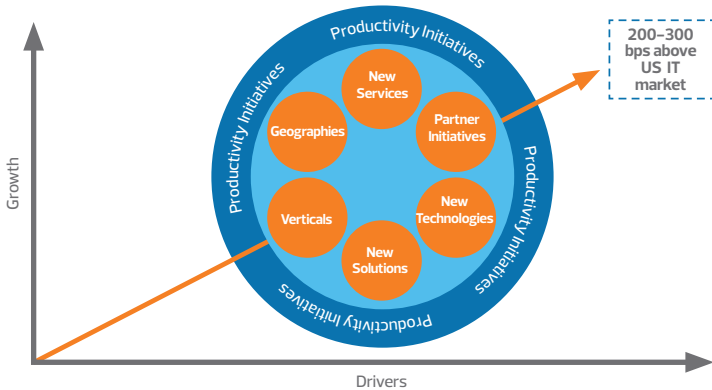 Productivity Initiatives
200–300
bps above
US IT
market
New
Services
Productivity Initiatives
Geographies
Partner
Initiatives
Growth
Productivity Initiatives
Verticals
New
Technologies
New
Solutions
Productivity Initiatives
Drivers